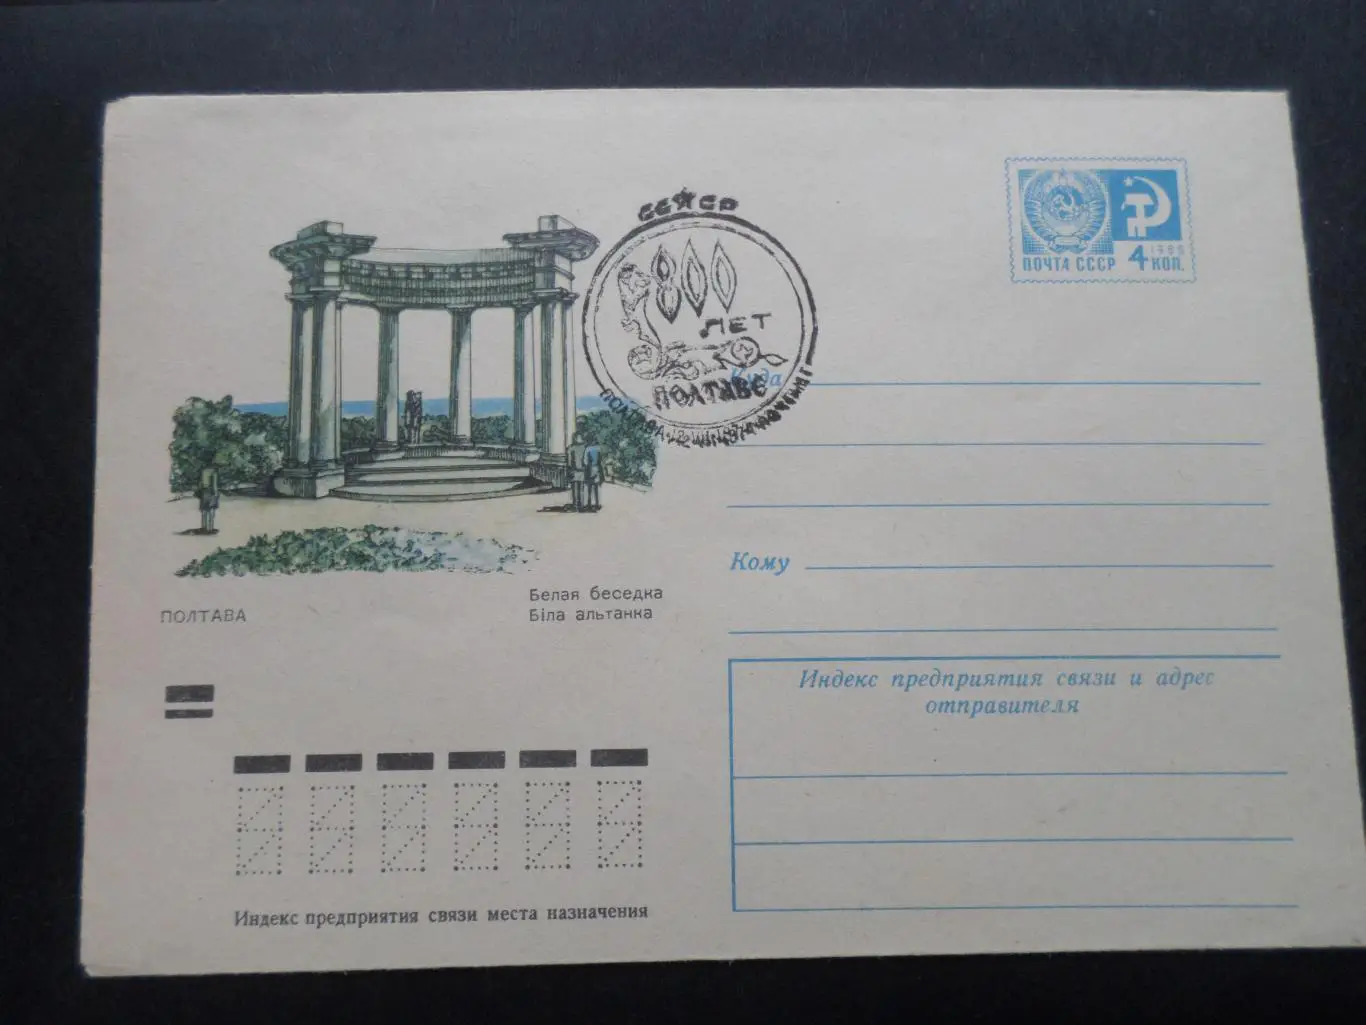 СССР
800
ЛЕТ
ПОЛТАВЕ
1966
ПОЧТА СССР 4 КОП.
Куда
Кому
Белая беседка
ПОЛТАВА Біла альтанка
Индекс предприятия связи и адрес
отправителя
Индекс предприятия связи места назначения